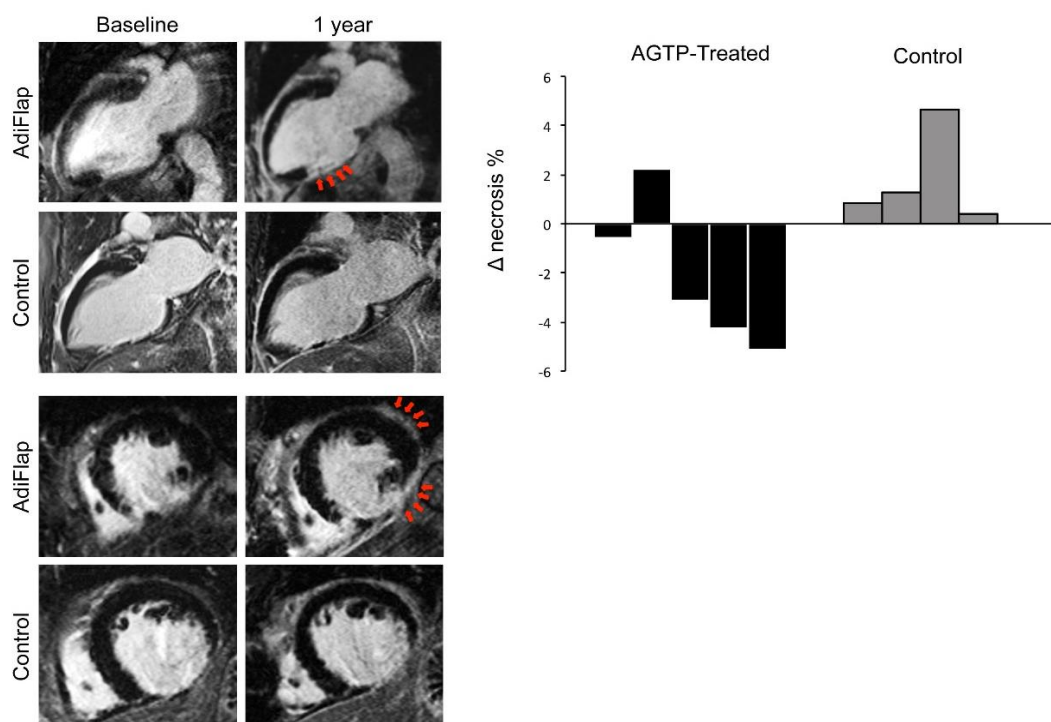 Baseline 1 year
AdiFlap
Control
AdiFlap
Control
AGTP-Treated Control
Δ necrosis %
6
4
2
0
-2
-4
-6